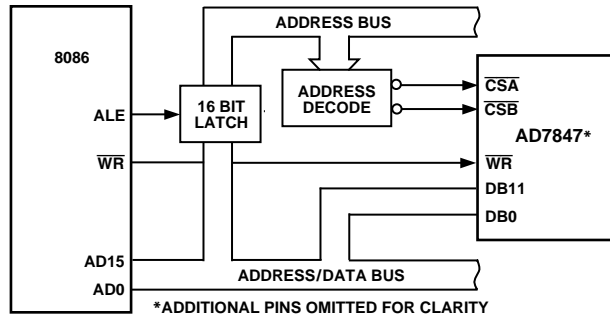 ADDRESS BUS
8086
ALE
16 BIT
LATCH
ADDRESS
DECODE
CSA
CSB
AD7847*
WR
WR
DB11
DB0
AD15
AD0
ADDRESS/DATA BUS
*ADDITIONAL PINS OMITTED FOR CLARITY